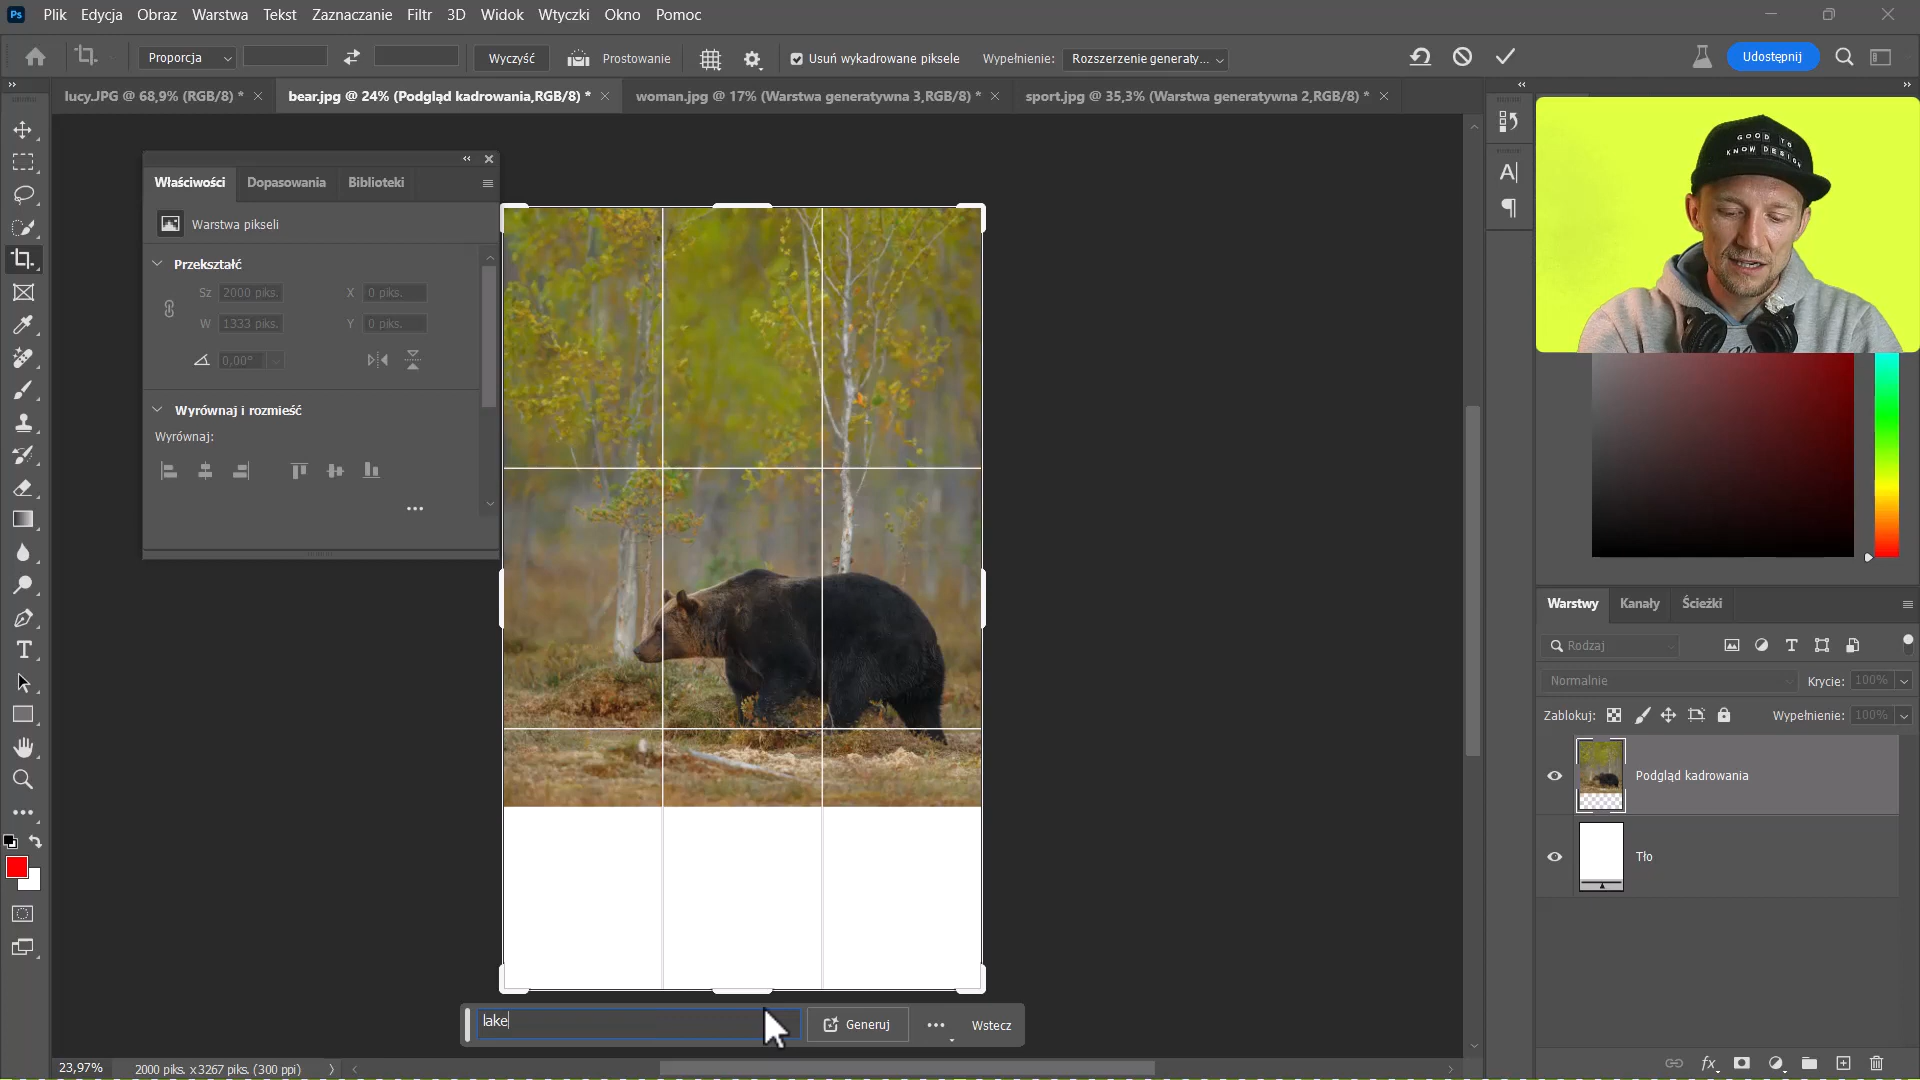 Ps Plik Edycja Obraz Warstwa Tekst Zaznaczanie Filtr 3D Widok Wtyczki Okno Pomoc
Proporcja Wyczyść Prostowanie Usuń wykadrowane piksele Wypełnienie: Rozszerzenie generaty... Udostępnij
lucy.JPG @ 68,9% (RGB/8) * bear.jpg @ 24% (Podgląd kadrowania,RGB/8) * woman.jpg @ 17% (Warstwa generatywna 3,RGB/8) * sport.jpg @ 35,3% (Warstwa generatywna 2,RGB/8) *
GOOD TO
KNOW DESIGN
Właściwości Dopasowania Biblioteki
Warstwa pikseli
Przekształć
Sz 2000 piks. X 0 piks.
W 1333 piks. Y 0 piks.
0,00°
Wyrównaj i rozmieść
Wyrównaj:
Warstwy Kanały Ścieżki
Rodzaj
Normalnie Krycie: 100%
Zablokuj: Wypełnienie: 100%
Podgląd kadrowania
Tło
lake Generuj Wstecz
23,97% 2000 piks. x 3267 piks. (300 ppi)